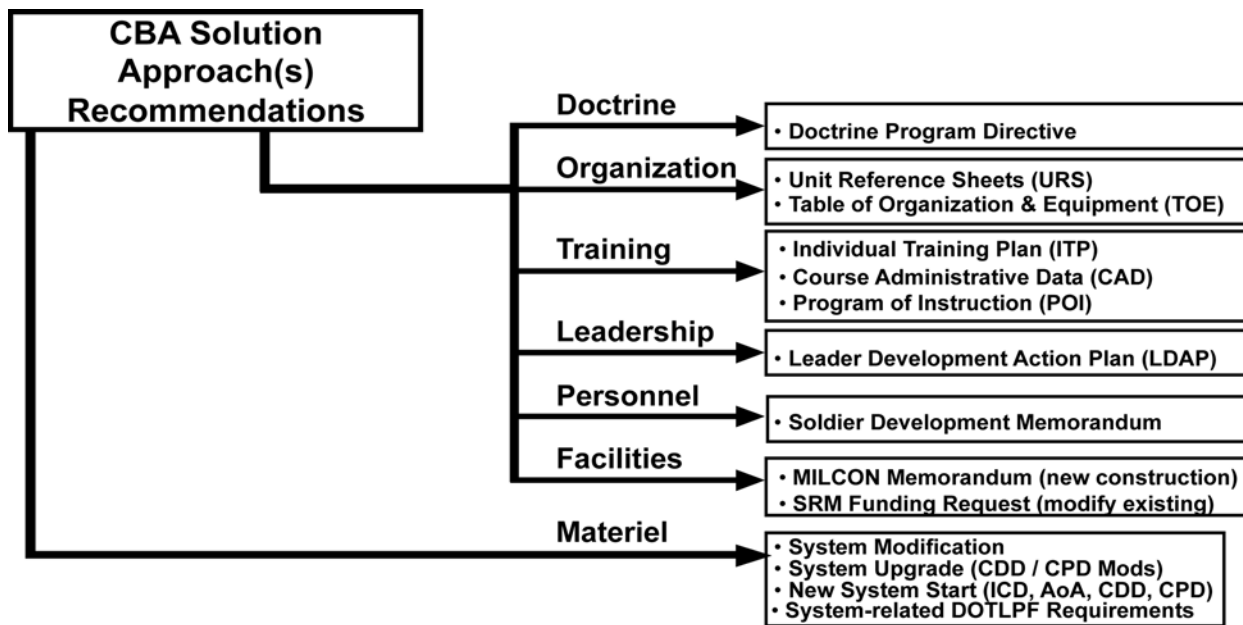 CBA Solution
Approach(s)
Recommendations
Doctrine
• Doctrine Program Directive
Organization
• Unit Reference Sheets (URS)
• Table of Organization & Equipment (TOE)
Training
• Individual Training Plan (ITP)
• Course Administrative Data (CAD)
• Program of Instruction (POI)
Leadership
• Leader Development Action Plan (LDAP)
Personnel
• Soldier Development Memorandum
Facilities
• MILCON Memorandum (new construction)
• SRM Funding Request (modify existing)
Materiel
• System Modification
• System Upgrade (CDD / CPD Mods)
• New System Start (ICD, AoA, CDD, CPD)
• System-related DOTLPF Requirements